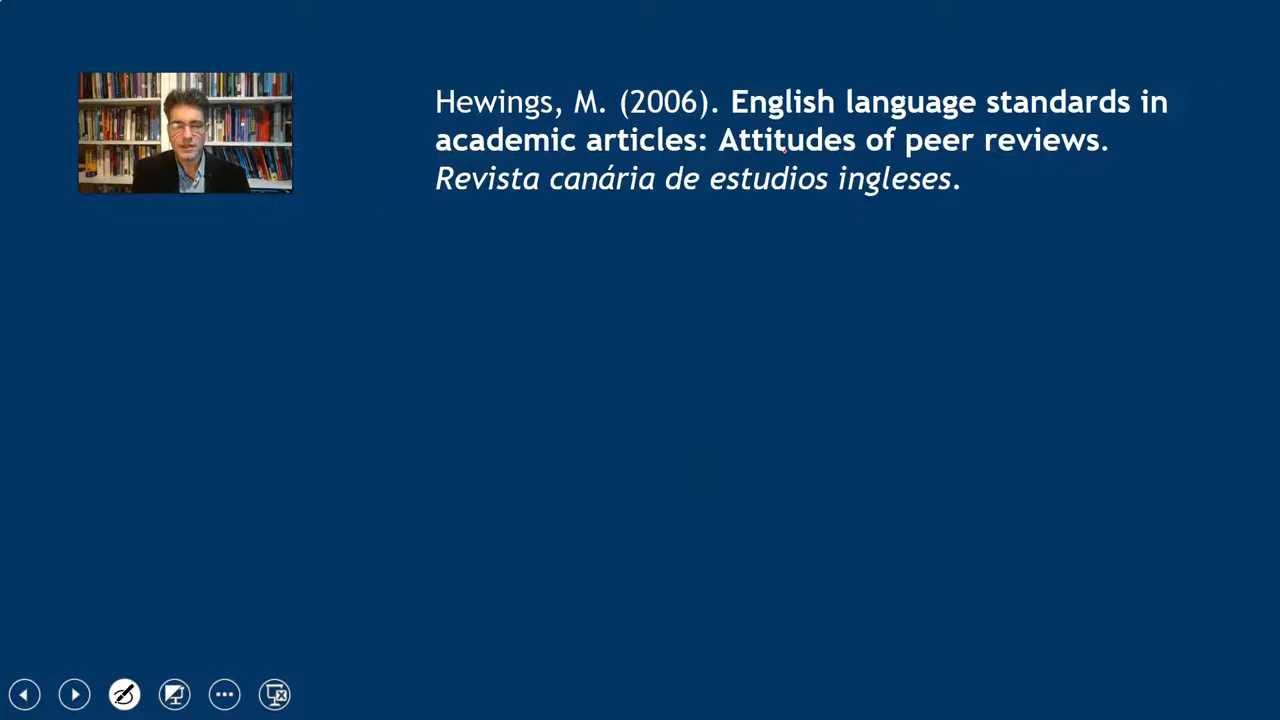 Hewings, M. (2006). English language standards in
academic articles: Attitudes of peer reviews.
Revista canária de estudios ingleses.